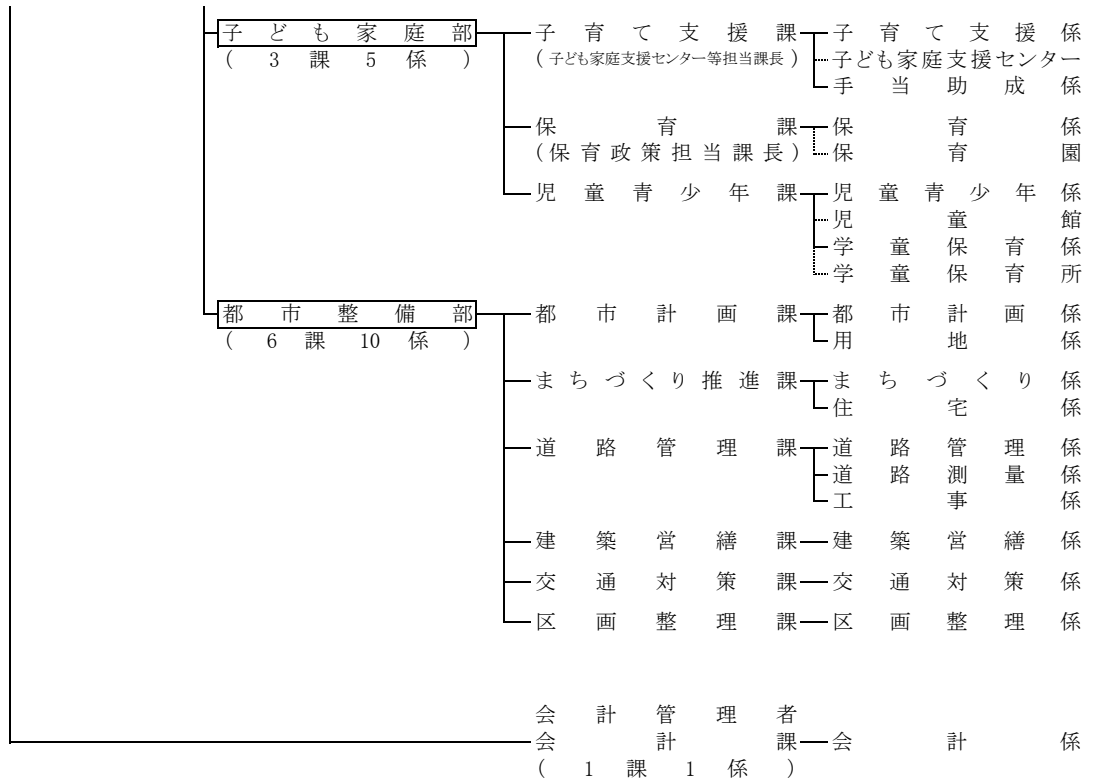 子ども家庭部 子育て支援課 子育て支援係
(3課5係) (子ども家庭支援センター等担当課長) 子ども家庭支援センター
手当助成係
保育課 保育係
(保育政策担当課長) 保育園
児童青少年課 児童青少年係
児童館
学童保育係
学童保育所
都市整備部 都市計画課 都市計画係
(6課10係) 用地係
まちづくり推進課 まちづくり係
住宅係
道路管理課 道路管理係
道路測量係
工事係
建築営繕課 建築営繕係
交通対策課 交通対策係
区画整理課 区画整理係
会計管理者
会計課 会計係
(1課1係)